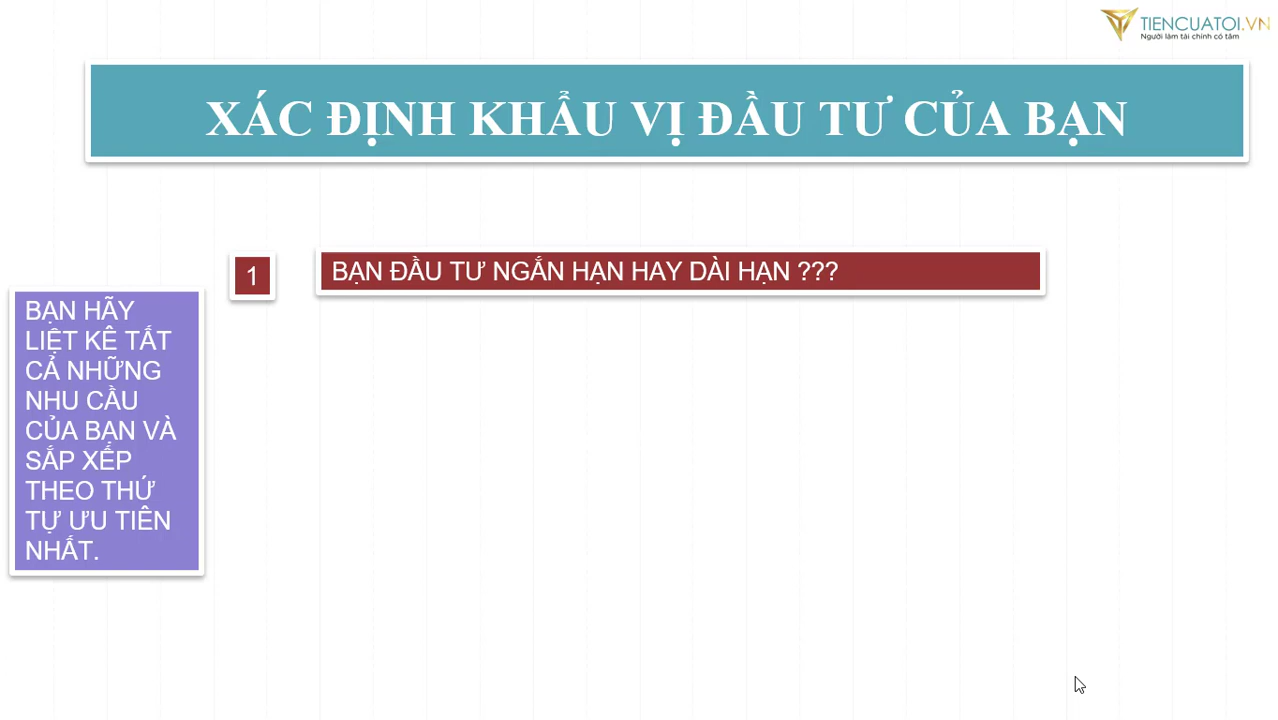 TIENCUATOI.VN
Người làm tài chính có tâm
XÁC ĐỊNH KHẨU VỊ ĐẦU TƯ CỦA BẠN
1
BẠN ĐẦU TƯ NGẮN HẠN HAY DÀI HẠN ???
BẠN HÃY
LIỆT KÊ TẤT
CẢ NHỮNG
NHU CẦU
CỦA BẠN VÀ
SẮP XẾP
THEO THỨ
TỰ ƯU TIÊN
NHẤT.